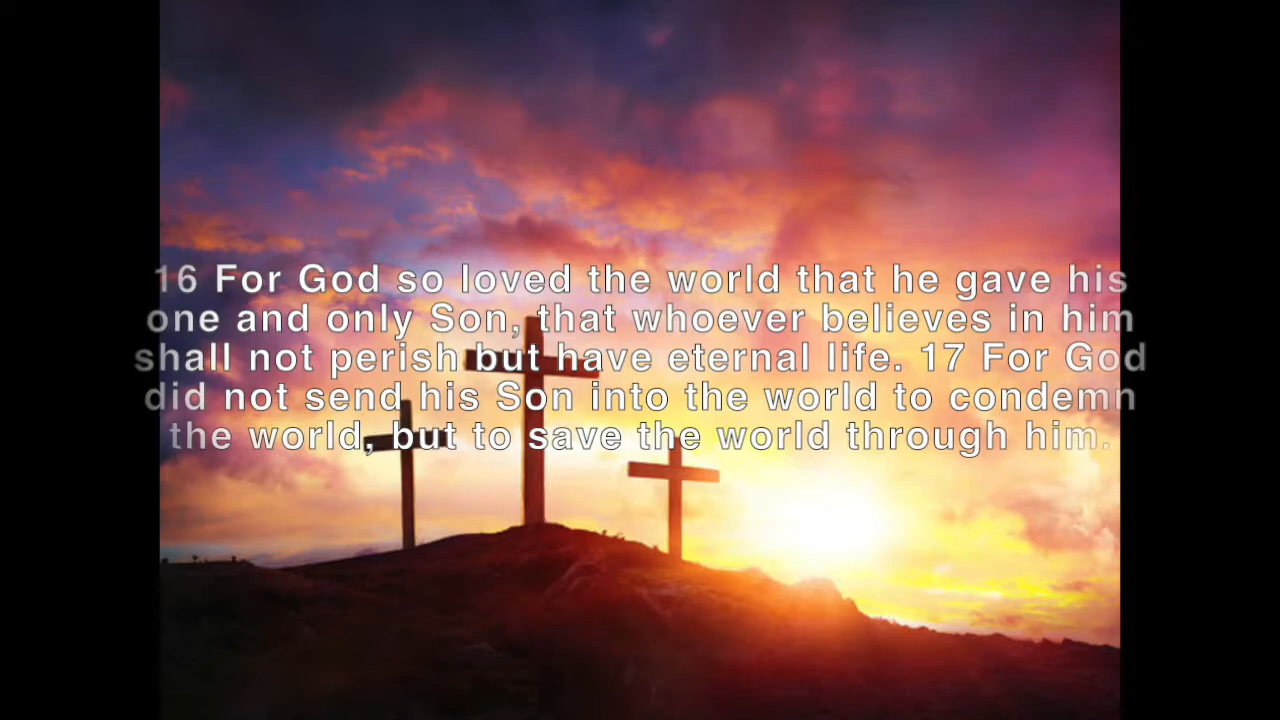 16 For God so loved the world that he gave his
one and only Son, that whoever believes in him
shall not perish but have eternal life. 17 For God
did not send his Son into the world to condemn
the world, but to save the world through him.